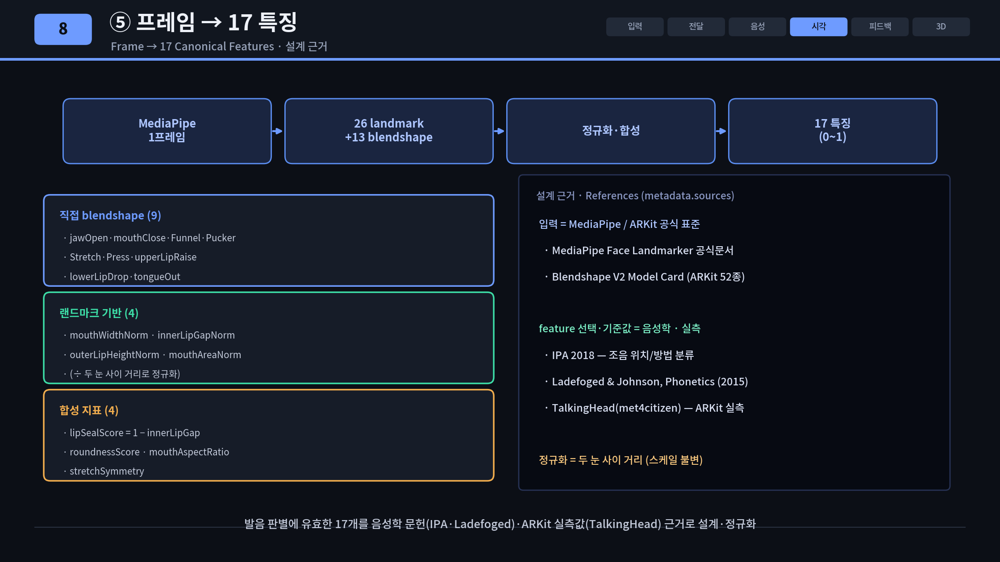 8
⑤ 프레임 → 17 특징
Frame → 17 Canonical Features · 설계 근거
입력
전달
음성
시각
피드백
3D
MediaPipe
1프레임
26 landmark
+13 blendshape
정규화·합성
17 특징
(0~1)
직접 blendshape (9)
· jawOpen·mouthClose·Funnel·Pucker
· Stretch·Press·upperLipRaise
· lowerLipDrop·tongueOut
랜드마크 기반 (4)
· mouthWidthNorm · innerLipGapNorm
· outerLipHeightNorm · mouthAreaNorm
· (÷ 두 눈 사이 거리로 정규화)
합성 지표 (4)
· lipSealScore = 1 − innerLipGap
· roundnessScore · mouthAspectRatio
· stretchSymmetry
설계 근거 · References (metadata.sources)
입력 = MediaPipe / ARKit 공식 표준
· MediaPipe Face Landmarker 공식문서
· Blendshape V2 Model Card (ARKit 52종)
feature 선택·기준값 = 음성학 · 실측
· IPA 2018 — 조음 위치/방법 분류
· Ladefoged & Johnson, Phonetics (2015)
· TalkingHead(met4citizen) — ARKit 실측
정규화 = 두 눈 사이 거리 (스케일 불변)
발음 판별에 유효한 17개를 음성학 문헌(IPA·Ladefoged)·ARKit 실측값(TalkingHead) 근거로 설계·정규화